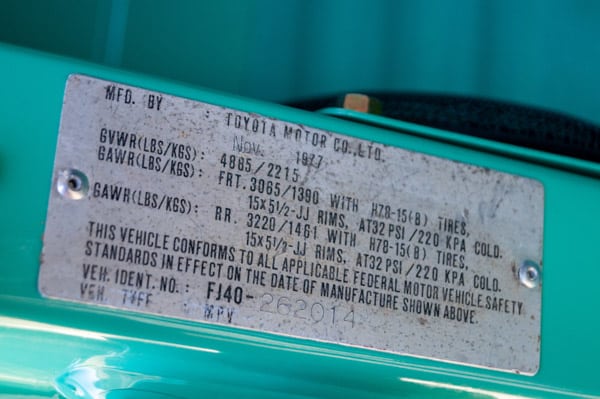 MFD. BY : TOYOTA MOTOR CO., LTD.
NOV. 1977
GVWR(LBS/KGS): 4885/2215
GAWR(LBS/KGS): FRT. 3065/1390 WITH H78-15(B) TIRES,
15X5½-JJ RIMS, AT32 PSI/220 KPA COLD.
GAWR(LBS/KGS): RR. 3220/1461 WITH H78-15(B) TIRES,
15X5½-JJ RIMS, AT32 PSI/220 KPA COLD.
THIS VEHICLE CONFORMS TO ALL APPLICABLE FEDERAL MOTOR VEHICLE SAFETY
STANDARDS IN EFFECT ON THE DATE OF MANUFACTURE SHOWN ABOVE.
VEH. IDENT. NO. : FJ40-262014
VEH. TYPE : MPV